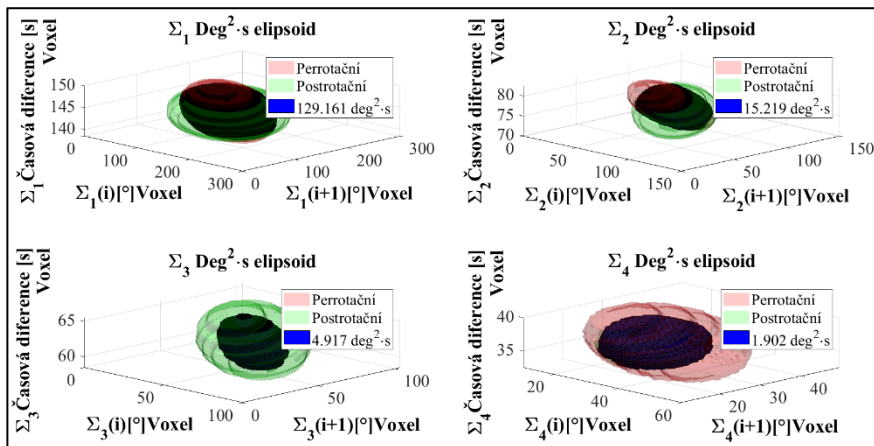 Σ₁ Deg²·s elipsoid
Perrotační
Postrotační
129.161 deg²·s
Σ₁Časová diference [s]
Voxel
150
145
140
0
100
200
300
Σ₁(i)[°]Voxel
0
100
200
300
Σ₁(i+1)[°]Voxel
Σ₂ Deg²·s elipsoid
Perrotační
Postrotační
15.219 deg²·s
Σ₂Časová diference [s]
Voxel
80
75
70
0
50
100
150
Σ₂(i)[°]Voxel
0
50
100
150
Σ₂(i+1)[°]Voxel
Σ₃ Deg²·s elipsoid
Perrotační
Postrotační
4.917 deg²·s
Σ₃Časová diference [s]
Voxel
65
60
0
50
100
Σ₃(i)[°]Voxel
0
50
100
Σ₃(i+1)[°]Voxel
Σ₄ Deg²·s elipsoid
Perrotační
Postrotační
1.902 deg²·s
Σ₄Časová diference [s]
Voxel
40
35
20
40
60
Σ₄(i)[°]Voxel
20
30
40
Σ₄(i+1)[°]Voxel